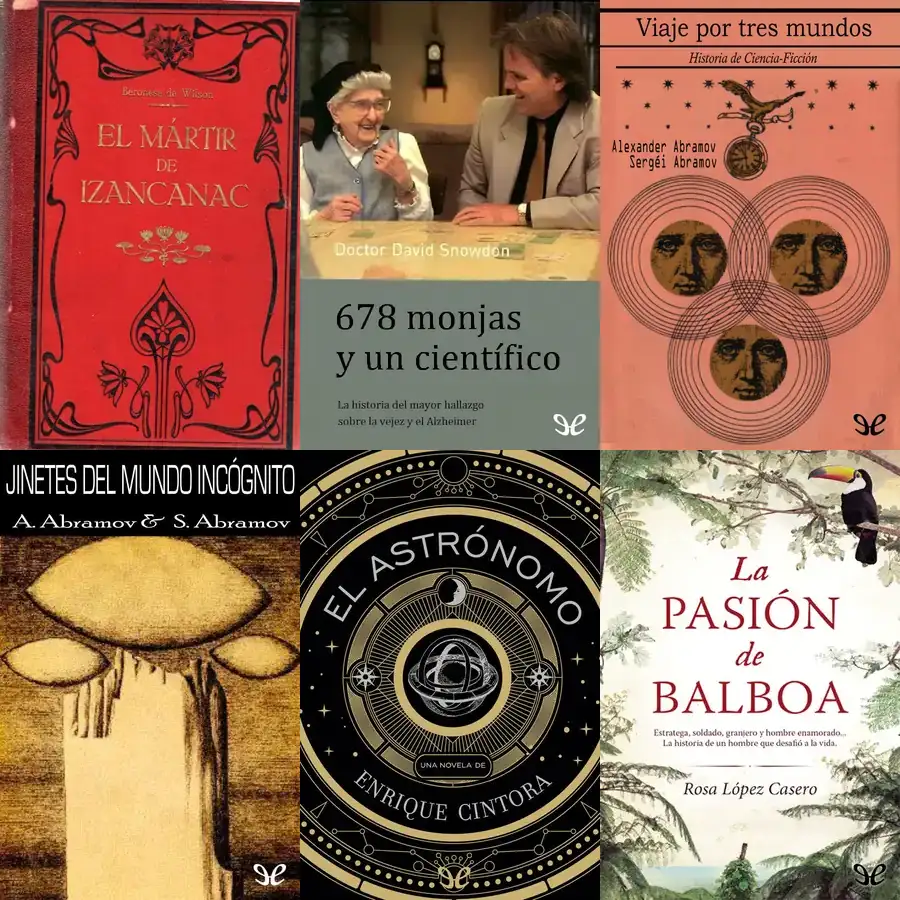 Baronesa de Wilson
EL MÁRTIR
DE
IZANCANAC
Doctor David Snowdon
678 monjas
y un científico
La historia del mayor hallazgo
sobre la vejez y el Alzheimer
Viaje por tres mundos
Historia de Ciencia-Ficción
Alexander Abramov
Sergéi Abramov
JINETES DEL MUNDO INCÓGNITO
A. Abramov & S. Abramov
EL ASTRÓNOMO
UNA NOVELA DE
ENRIQUE CINTORA
La
PASIÓN
de
BALBOA
Estratega, soldado, granjero y hombre enamorado...
La historia de un hombre que desafió a la vida.
Rosa López Casero